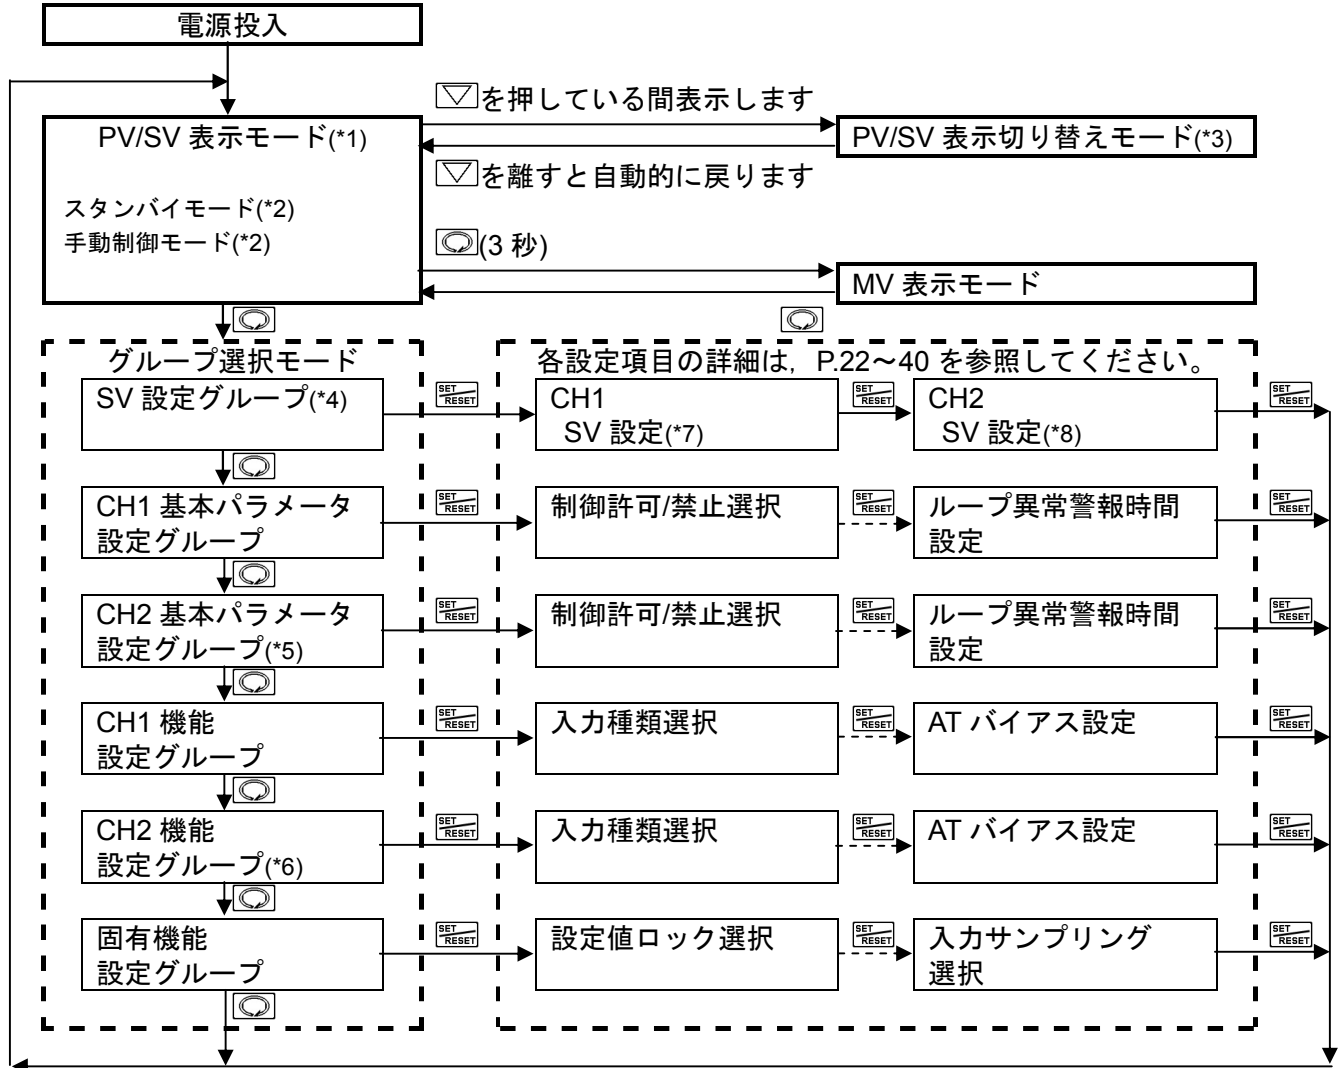 電源投入
▽を押している間表示します
PV/SV 表示モード(*1)
PV/SV 表示切り替えモード(*3)
▽を離すと自動的に戻ります
スタンバイモード(*2)
手動制御モード(*2)
(3 秒)
MV 表示モード
グループ選択モード
各設定項目の詳細は，P.22～40 を参照してください。
SV 設定グループ(*4)
SET RESET
CH1
SV 設定(*7)
SET RESET
CH2
SV 設定(*8)
SET RESET
CH1 基本パラメータ
設定グループ
SET RESET
制御許可/禁止選択
SET RESET
ループ異常警報時間
設定
SET RESET
CH2 基本パラメータ
設定グループ(*5)
SET RESET
制御許可/禁止選択
SET RESET
ループ異常警報時間
設定
SET RESET
CH1 機能
設定グループ
SET RESET
入力種類選択
SET RESET
AT バイアス設定
SET RESET
CH2 機能
設定グループ(*6)
SET RESET
入力種類選択
SET RESET
AT バイアス設定
SET RESET
固有機能
設定グループ
SET RESET
設定値ロック選択
SET RESET
入力サンプリング
選択
SET RESET